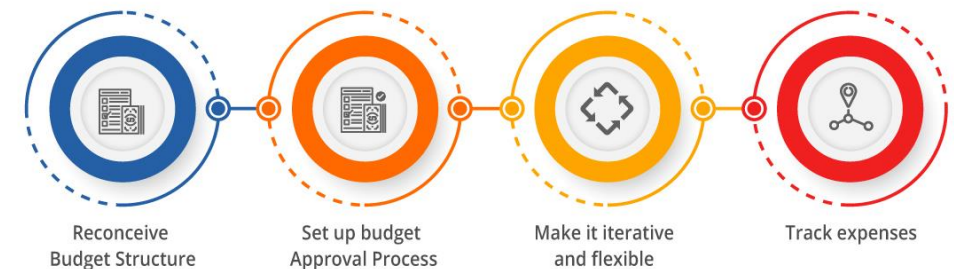 Reconceive
Budget Structure
Set up budget
Approval Process
Make it iterative
and flexible
Track expenses